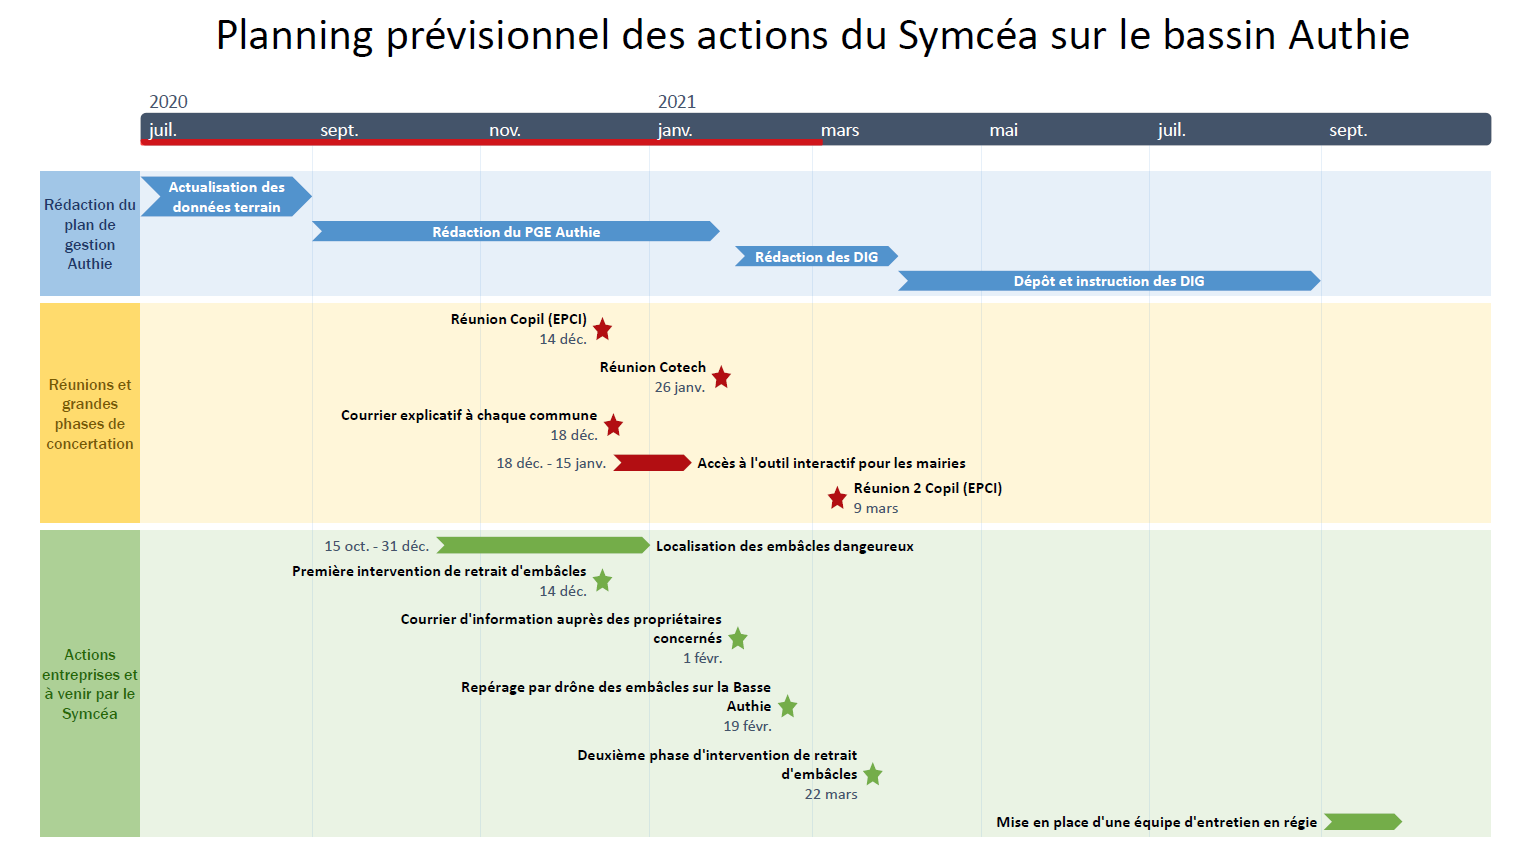 Planning prévisionnel des actions du Symcéa sur le bassin Authie
2020
2021
juil.
sept.
nov.
janv.
mars
mai
juil.
sept.
Rédaction du
plan de
gestion
Authie
Actualisation des
données terrain
Rédaction du PGE Authie
Rédaction des DIG
Dépôt et instruction des DIG
Réunions et
grandes
phases de
concertation
Réunion Copil (EPCI)
14 déc.
Réunion Cotech
26 janv.
Courrier explicatif à chaque commune
18 déc.
18 déc. - 15 janv.
Accès à l'outil interactif pour les mairies
Réunion 2 Copil (EPCI)
9 mars
Actions
entreprises et
à venir par le
Symcéa
15 oct. - 31 déc.
Localisation des embâcles dangeureux
Première intervention de retrait d'embâcles
14 déc.
Courrier d'information auprès des propriétaires
concernés
1 févr.
Repérage par drône des embâcles sur la Basse
Authie
19 févr.
Deuxième phase d'intervention de retrait
d'embâcles
22 mars
Mise en place d'une équipe d'entretien en régie